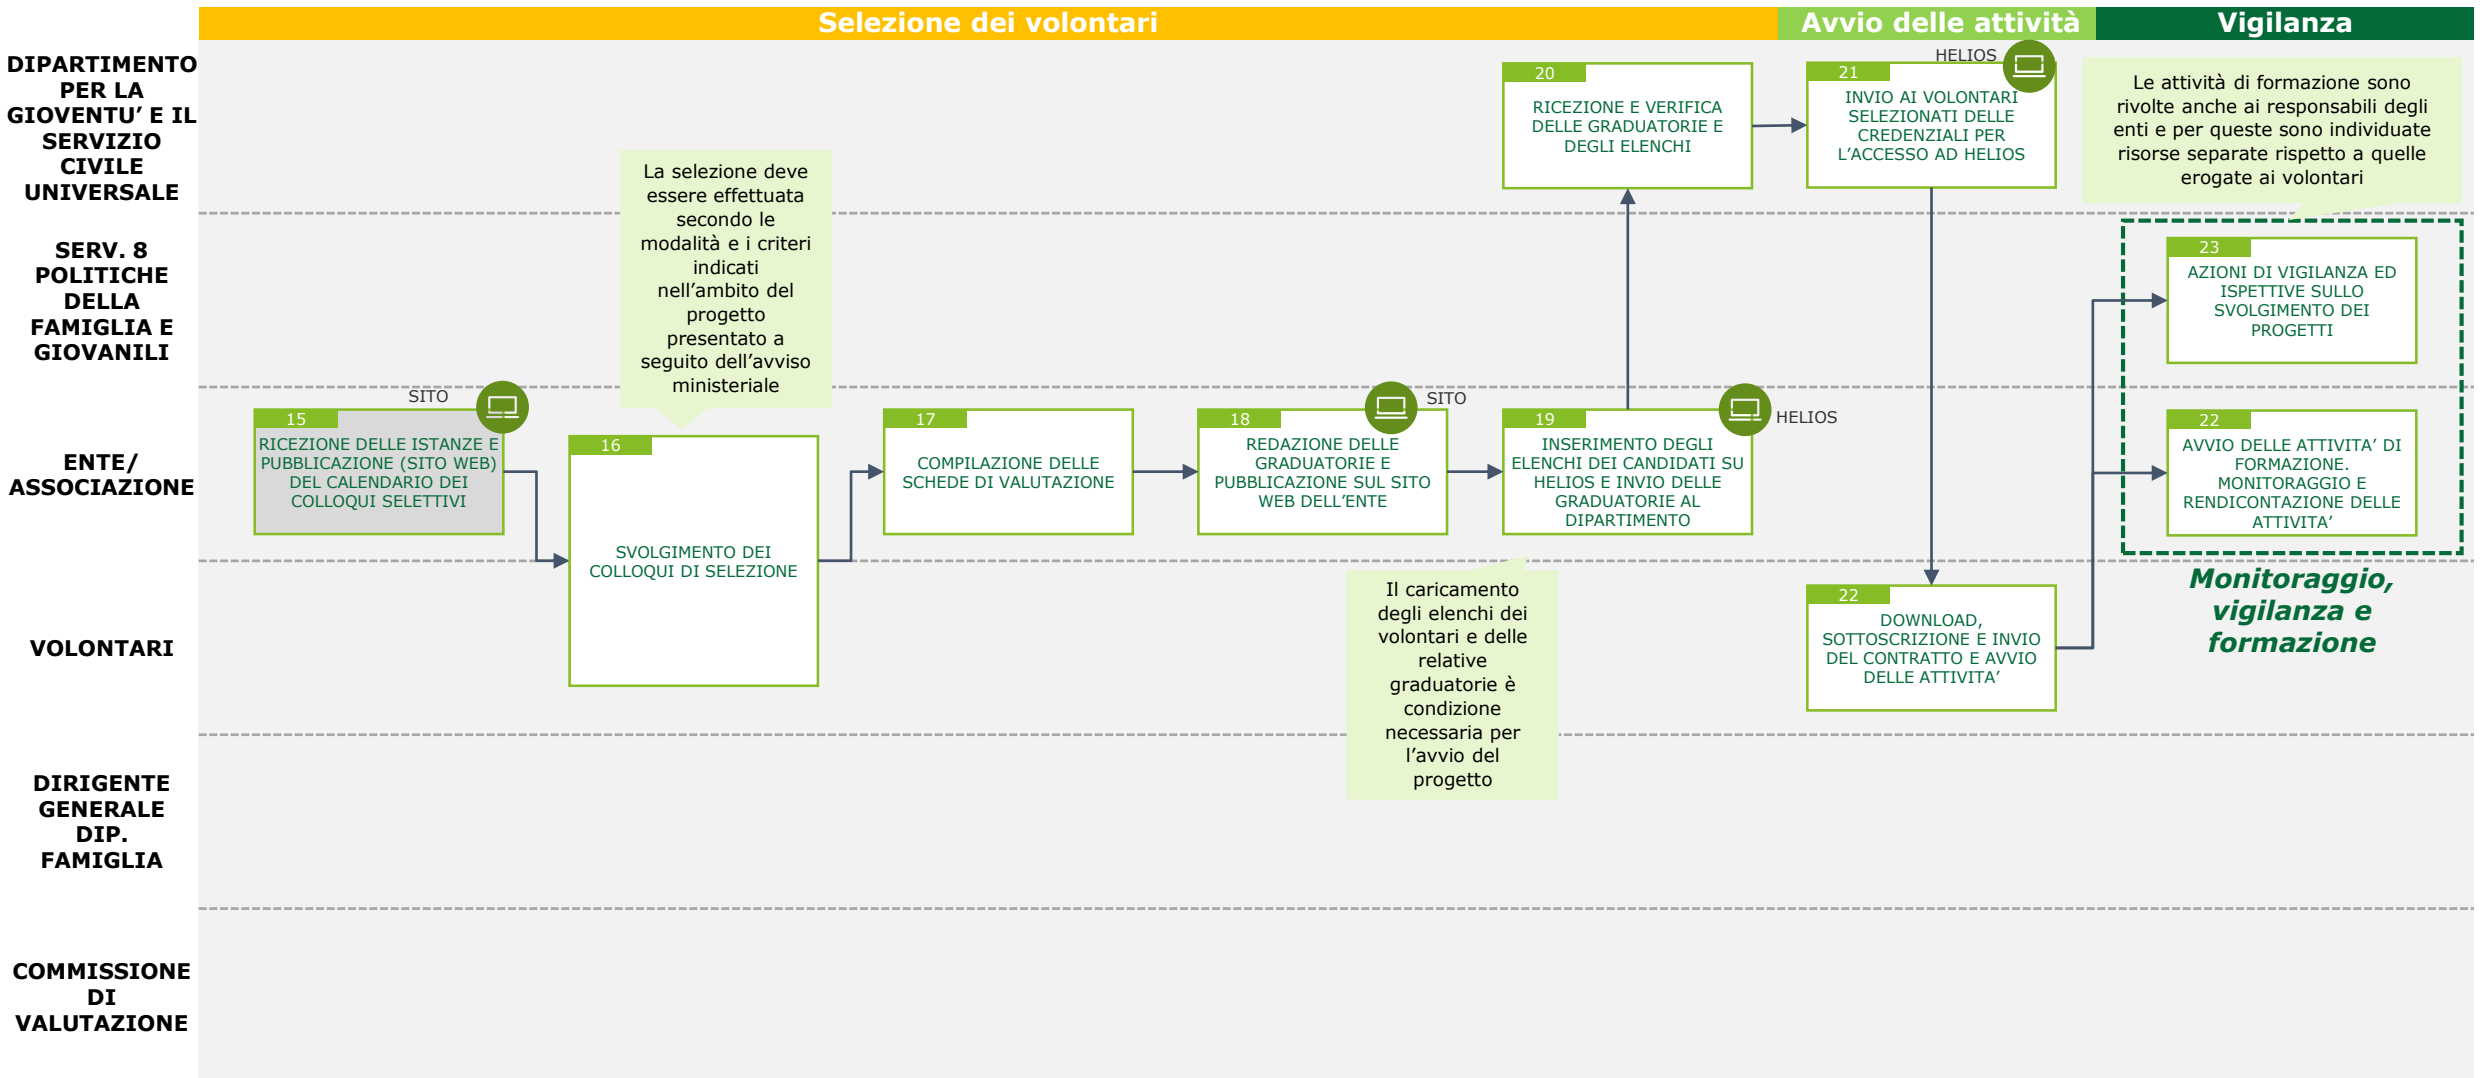 Selezione dei volontari
Avvio delle attività
Vigilanza
DIPARTIMENTO
PER LA
GIOVENTU’ E IL
SERVIZIO
CIVILE
UNIVERSALE
20
RICEZIONE E VERIFICA
DELLE GRADUATORIE E
DEGLI ELENCHI
HELIOS
21
INVIO AI VOLONTARI
SELEZIONATI DELLE
CREDENZIALI PER
L’ACCESSO AD HELIOS
Le attività di formazione sono
rivolte anche ai responsabili degli
enti e per queste sono individuate
risorse separate rispetto a quelle
erogate ai volontari
La selezione deve
essere effettuata
secondo le
modalità e i criteri
indicati
nell’ambito del
progetto
presentato a
seguito dell’avviso
ministeriale
SERV. 8
POLITICHE
DELLA
FAMIGLIA E
GIOVANILI
23
AZIONI DI VIGILANZA ED
ISPETTIVE SULLO
SVOLGIMENTO DEI
PROGETTI
ENTE/
ASSOCIAZIONE
SITO
15
RICEZIONE DELLE ISTANZE E
PUBBLICAZIONE (SITO WEB)
DEL CALENDARIO DEI
COLLOQUI SELETTIVI
16
SVOLGIMENTO DEI
COLLOQUI DI SELEZIONE
17
COMPILAZIONE DELLE
SCHEDE DI VALUTAZIONE
SITO
18
REDAZIONE DELLE
GRADUATORIE E
PUBBLICAZIONE SUL SITO
WEB DELL’ENTE
HELIOS
19
INSERIMENTO DEGLI
ELENCHI DEI CANDIDATI SU
HELIOS E INVIO DELLE
GRADUATORIE AL
DIPARTIMENTO
22
AVVIO DELLE ATTIVITA’ DI
FORMAZIONE.
MONITORAGGIO E
RENDICONTAZIONE DELLE
ATTIVITA’
Il caricamento
degli elenchi dei
volontari e delle
relative
graduatorie è
condizione
necessaria per
l’avvio del
progetto
VOLONTARI
22
DOWNLOAD,
SOTTOSCRIZIONE E INVIO
DEL CONTRATTO E AVVIO
DELLE ATTIVITA’
Monitoraggio,
vigilanza e
formazione
DIRIGENTE
GENERALE
DIP.
FAMIGLIA
COMMISSIONE
DI
VALUTAZIONE